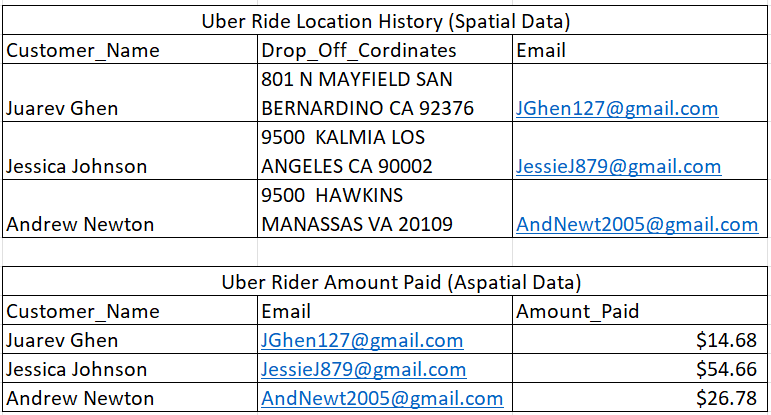 Uber Ride Location History (Spatial Data)
Customer_Name Drop_Off_Cordinates Email
801 N MAYFIELD SAN
Juarev Ghen BERNARDINO CA 92376 JGhen127@gmail.com
9500  KALMIA LOS
Jessica Johnson ANGELES CA 90002 JessieJ879@gmail.com
9500  HAWKINS
Andrew Newton MANASSAS VA 20109 AndNewt2005@gmail.com
Uber Rider Amount Paid (Aspatial Data)
Customer_Name Email Amount_Paid
Juarev Ghen JGhen127@gmail.com $14.68
Jessica Johnson JessieJ879@gmail.com $54.66
Andrew Newton AndNewt2005@gmail.com $26.78